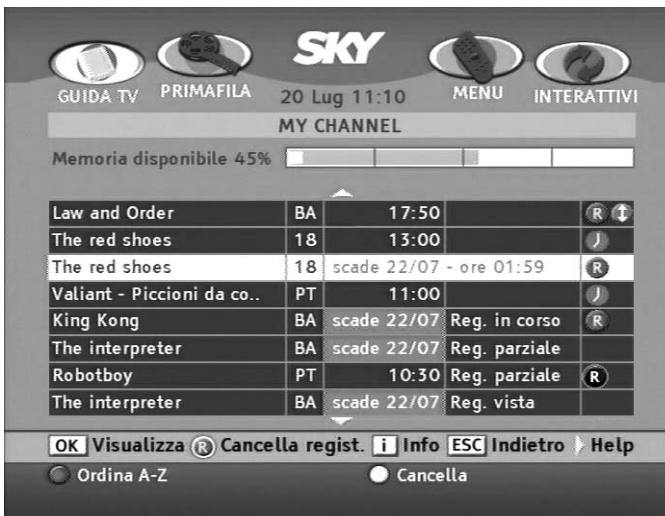 SKY
GUIDA TV PRIMAFILA 20 Lug 11:10 MENU INTERATTIVI
MY CHANNEL
Memoria disponibile 45%
Law and Order BA 17:50 R
The red shoes 18 13:00
The red shoes 18 scade 22/07 - ore 01:59 R
Valiant - Piccioni da co.. PT 11:00
King Kong BA scade 22/07 Reg. in corso R
The interpreter BA scade 22/07 Reg. parziale
Robotboy PT 10:30 Reg. parziale R
The interpreter BA scade 22/07 Reg. vista
OK Visualizza R Cancella regist. i Info ESC Indietro Help
Ordina A-Z Cancella